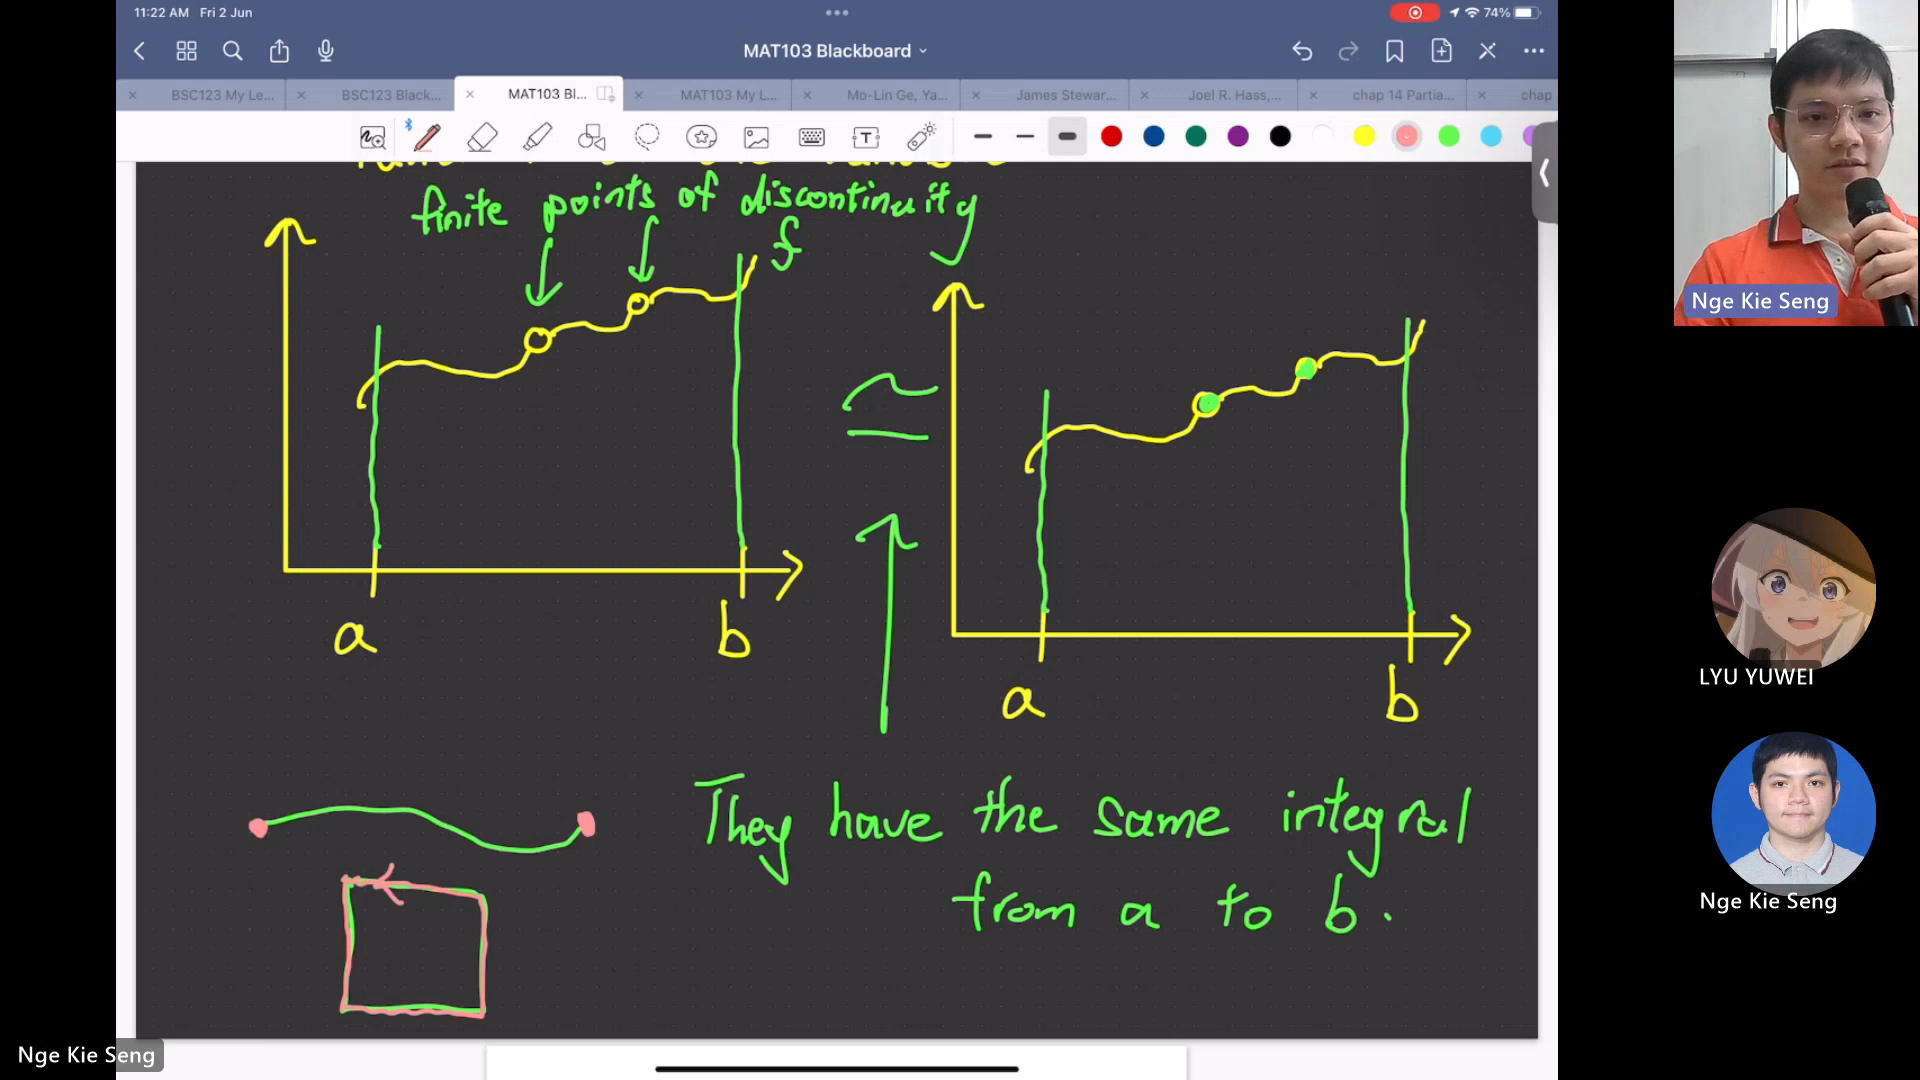 11:22 AM Fri 2 Jun
74%
MAT103 Blackboard
BSC123 My Le...
BSC123 Black...
MAT103 Bl...
MAT103 My L...
Mo-Lin Ge, Ya...
James Stewar...
Joel R. Hass,...
chap 14 Partia...
chap
finite points of discontinuity
f
a
b
a
b
They have the same integral
from a to b.
Nge Kie Seng
LYU YUWEI
Nge Kie Seng
Nge Kie Seng